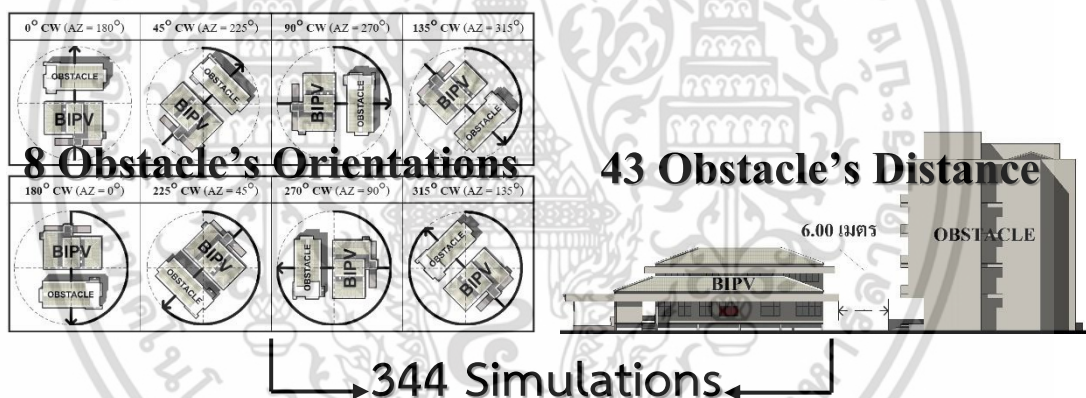 0° CW (AZ = 180°) 45° CW (AZ = 225°) 90° CW (AZ = 270°) 135° CW (AZ = 315°)
OBSTACLE OBSTACLE OBSTACLE OBSTACLE
BIPV BIPV BIPV BIPV
8 Obstacle's Orientations
180° CW (AZ = 0°) 225° CW (AZ = 45°) 270° CW (AZ = 90°) 315° CW (AZ = 135°)
BIPV BIPV BIPV BIPV
OBSTACLE OBSTACLE OBSTACLE OBSTACLE
43 Obstacle's Distance
6.00 เมตร
OBSTACLE
BIPV
344 Simulations